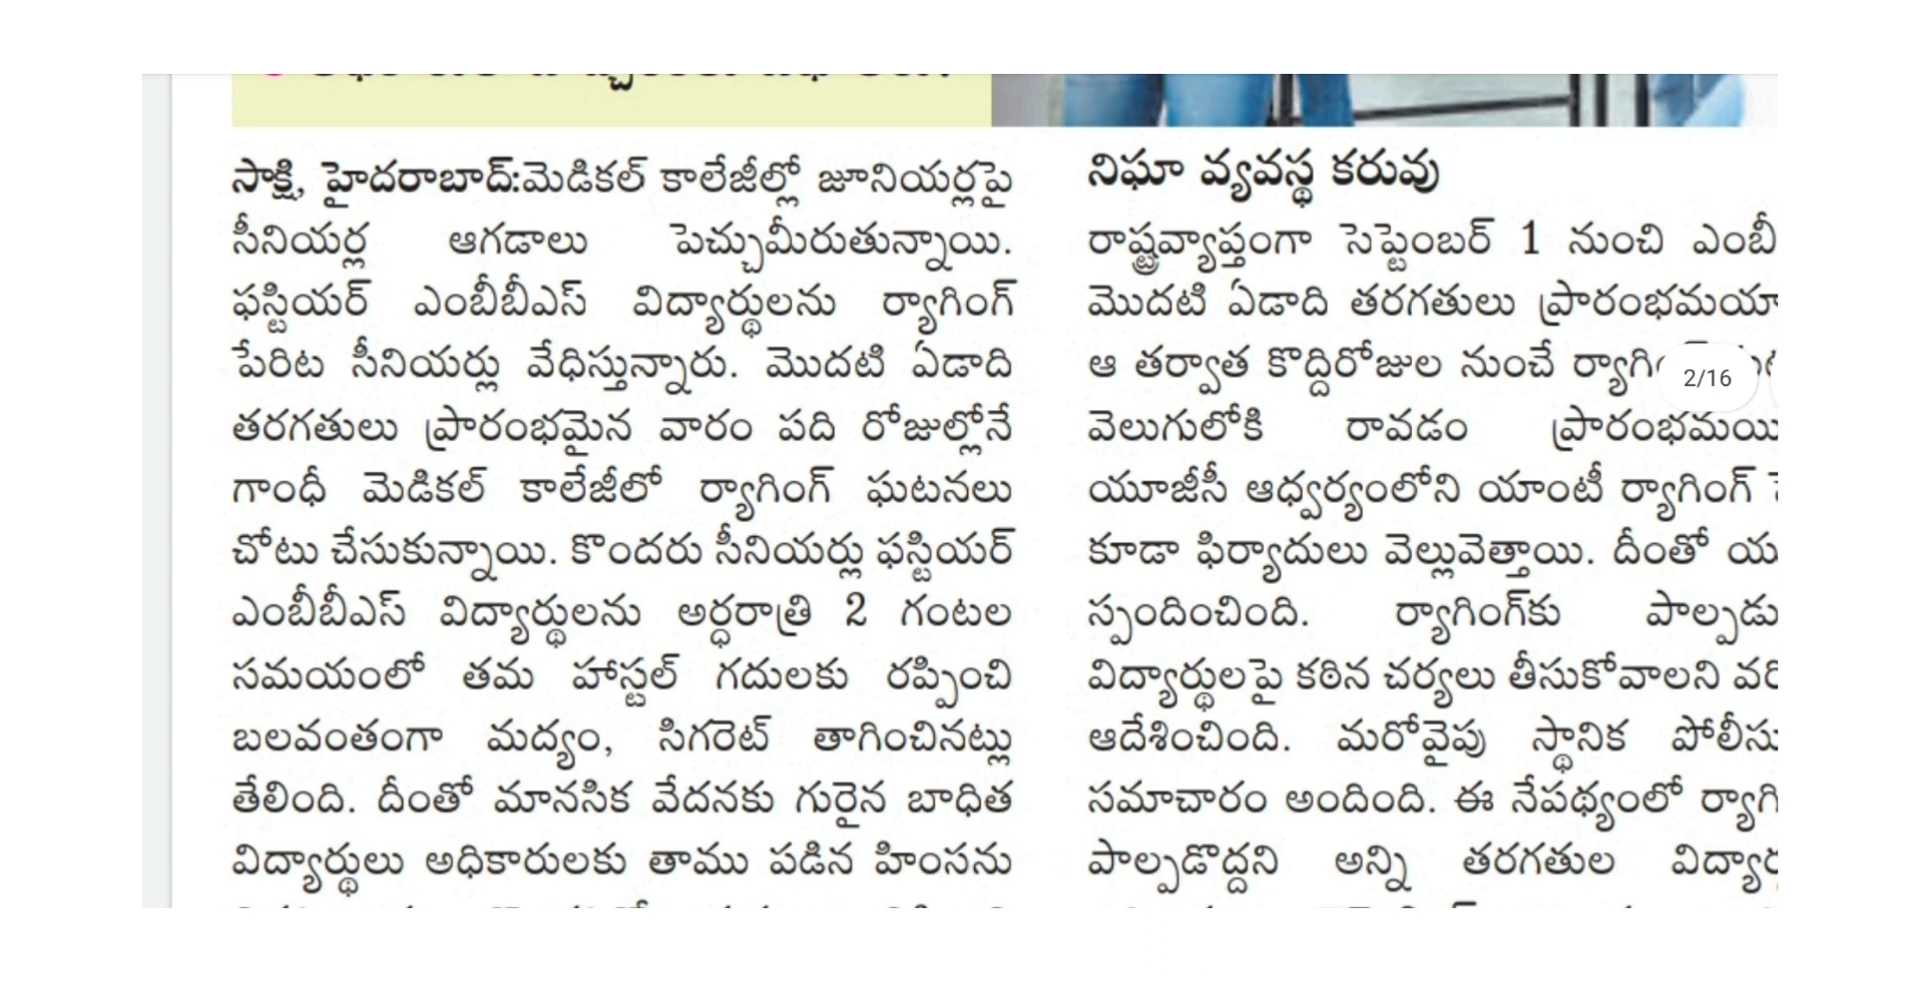 సాక్షి, హైదరాబాద్:మెడికల్ కాలేజీల్లో జూనియర్లపై
సీనియర్ల ఆగడాలు పెచ్చుమీరుతున్నాయి.
ఫస్టియర్ ఎంబీబీఎస్ విద్యార్థులను ర్యాగింగ్
పేరిట సీనియర్లు వేధిస్తున్నారు. మొదటి ఏడాది
తరగతులు ప్రారంభమైన వారం పది రోజుల్లోనే
గాంధీ మెడికల్ కాలేజీలో ర్యాగింగ్ ఘటనలు
చోటు చేసుకున్నాయి. కొందరు సీనియర్లు ఫస్టియర్
ఎంబీబీఎస్ విద్యార్థులను అర్ధరాత్రి 2 గంటల
సమయంలో తమ హాస్టల్ గదులకు రప్పించి
బలవంతంగా మద్యం, సిగరెట్ తాగించినట్లు
తేలింది. దీంతో మానసిక వేదనకు గురైన బాధిత
విద్యార్థులు అధికారులకు తాము పడిన హింసను
నిఘా వ్యవస్థ కరువు
రాష్ట్రవ్యాప్తంగా సెప్టెంబర్ 1 నుంచి ఎంబీ
మొదటి ఏడాది తరగతులు ప్రారంభమయా
ఆ తర్వాత కొద్దిరోజుల నుంచే
వెలుగులోకి రావడం ప్రారంభమయి
యూజీసీ ఆధ్వర్యంలోని యాంటీ ర్యాగింగ్
కూడా ఫిర్యాదులు వెల్లువెత్తాయి. దీంతో య
స్పందించింది. ర్యాగింగ్‌కు పాల్పడు
విద్యార్థులపై కఠిన చర్యలు తీసుకోవాలని
ఆదేశించింది. మరోవైపు స్థానిక పోలీసు
సమాచారం అందింది. ఈ నేపథ్యంలో ర్యాగి
పాల్పడొద్దని అన్ని తరగతుల
2/16